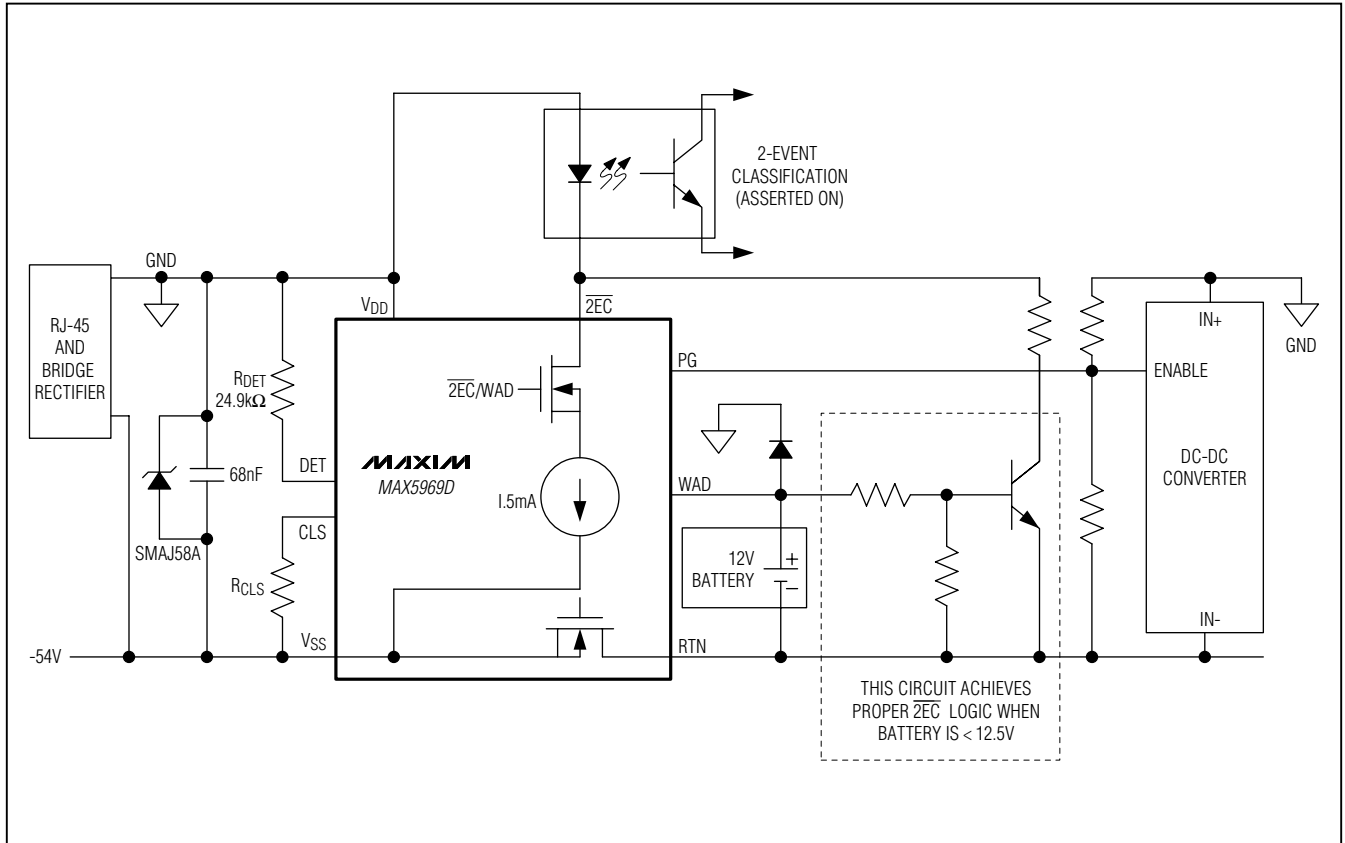 2-EVENT
CLASSIFICATION
(ASSERTED ON)
GND
RJ-45
AND
BRIDGE
RECTIFIER
VDD
2EC
IN+
GND
PG
ENABLE
RDET
24.9kΩ
2EC/WAD
68nF
DET
MAXIM
MAX5969D
1.5mA
WAD
DC-DC
CONVERTER
CLS
SMAJ58A
RCLS
12V
BATTERY
+
−
IN-
VSS
RTN
-54V
THIS CIRCUIT ACHIEVES
PROPER 2EC LOGIC WHEN
BATTERY IS < 12.5V